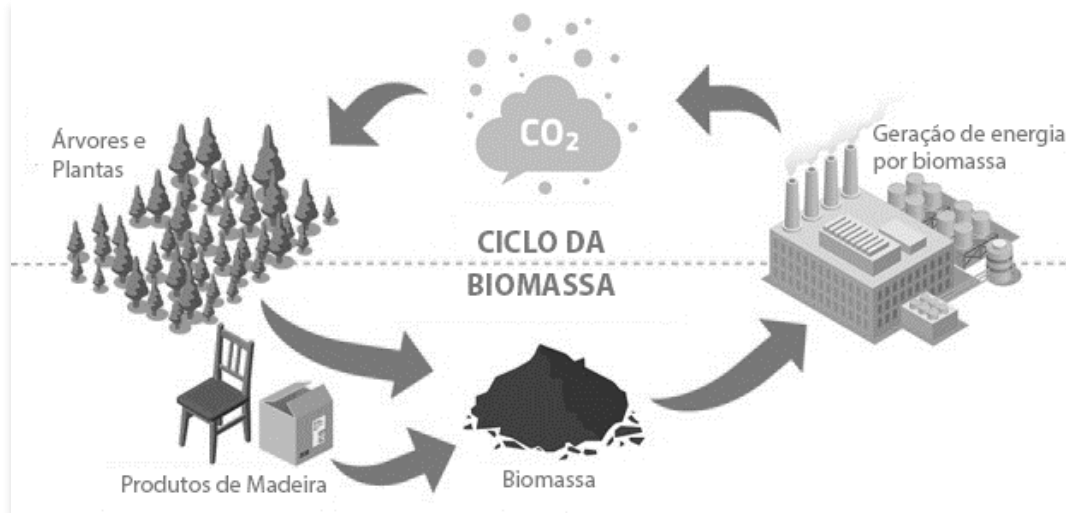 Árvores e
Plantas
CO₂
Geração de energia
por biomassa
CICLO DA
BIOMASSA
Produtos de Madeira
Biomassa